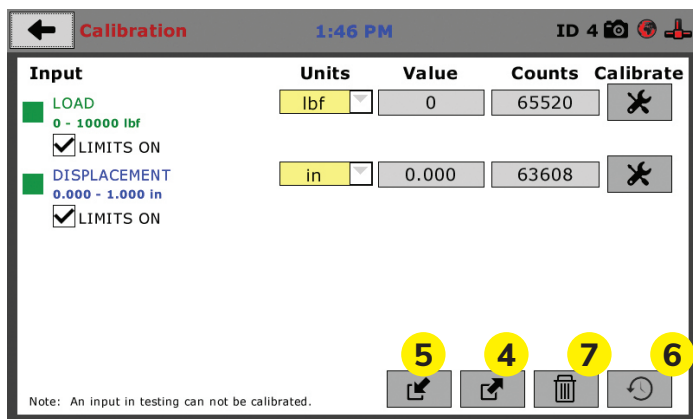 Calibration 1:46 PM ID 4
Input Units Value Counts Calibrate
LOAD lbf 0 65520
0 - 10000 lbf
LIMITS ON
DISPLACEMENT in 0.000 63608
0.000 - 1.000 in
LIMITS ON
5 4 7 6
Note: An input in testing can not be calibrated.